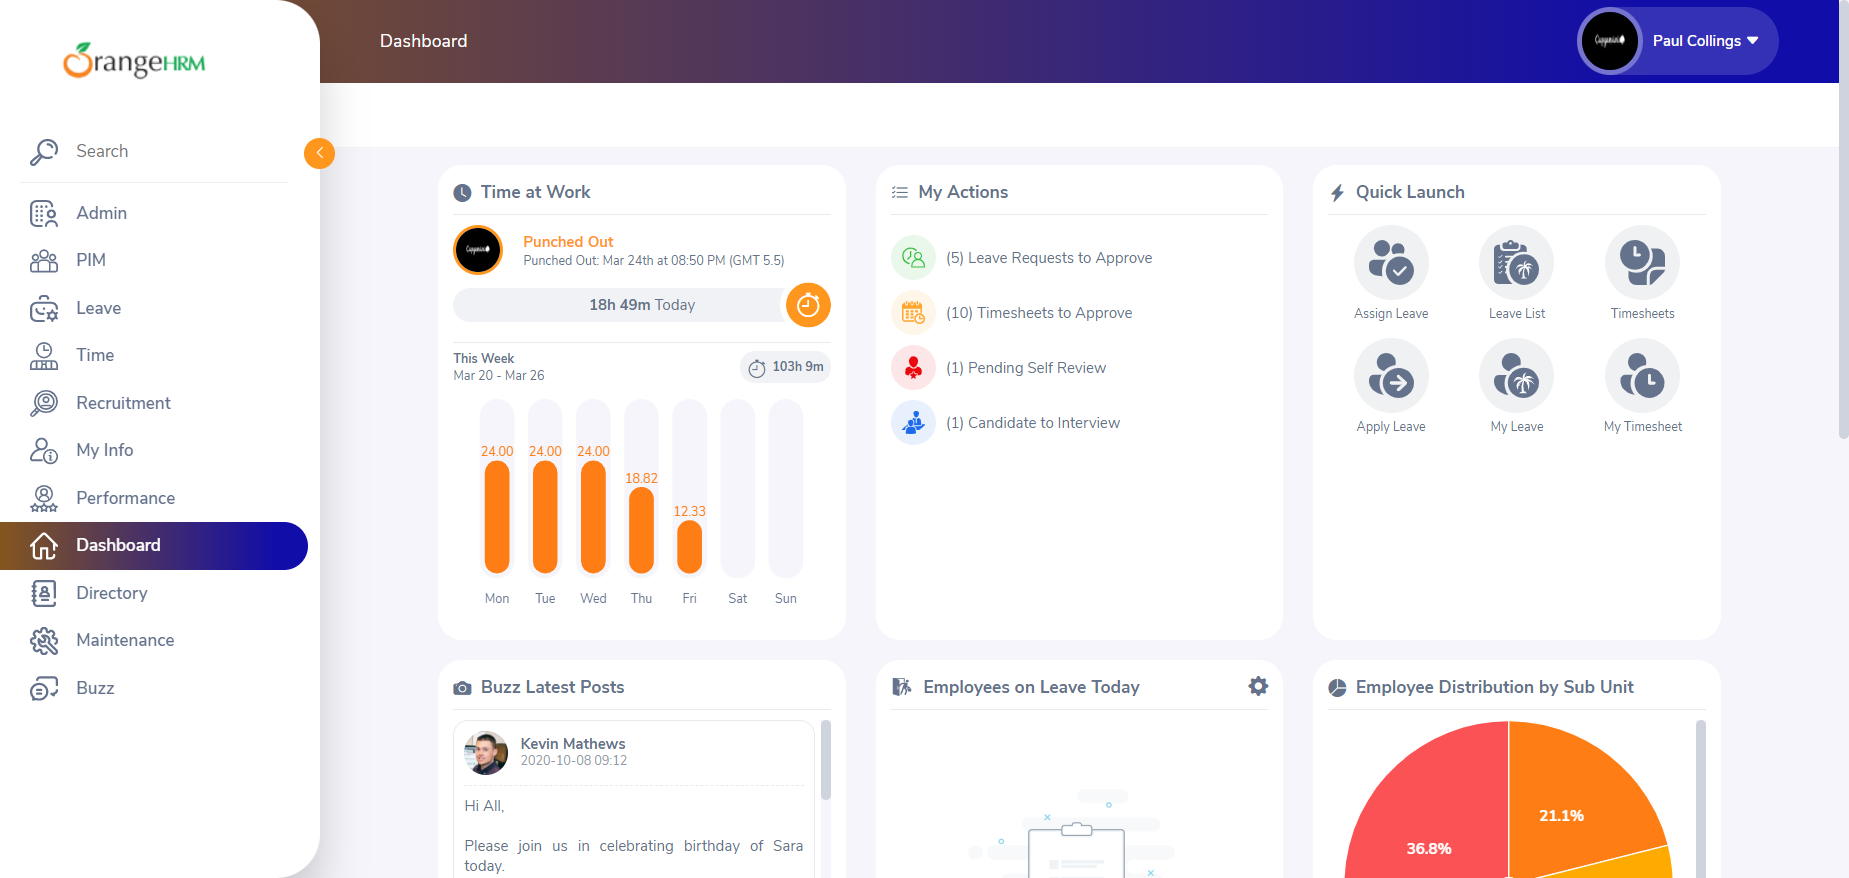 OrangeHRM
Search
Admin
PIM
Leave
Time
Recruitment
My Info
Performance
Dashboard
Directory
Maintenance
Buzz
Dashboard
Capgemini
Paul Collings
Time at Work
Capgemini
Punched Out
Punched Out: Mar 24th at 08:50 PM (GMT 5.5)
18h 49m Today
This Week
Mar 20 - Mar 26
103h 9m
24.00 24.00 24.00 18.82 12.33
Mon Tue Wed Thu Fri Sat Sun
My Actions
(5) Leave Requests to Approve
(10) Timesheets to Approve
(1) Pending Self Review
(1) Candidate to Interview
Quick Launch
Assign Leave Leave List Timesheets
Apply Leave My Leave My Timesheet
Buzz Latest Posts
Kevin Mathews
2020-10-08 09:12
Hi All,
Please join us in celebrating birthday of Sara
today.
Employees on Leave Today
Employee Distribution by Sub Unit
21.1%
36.8%